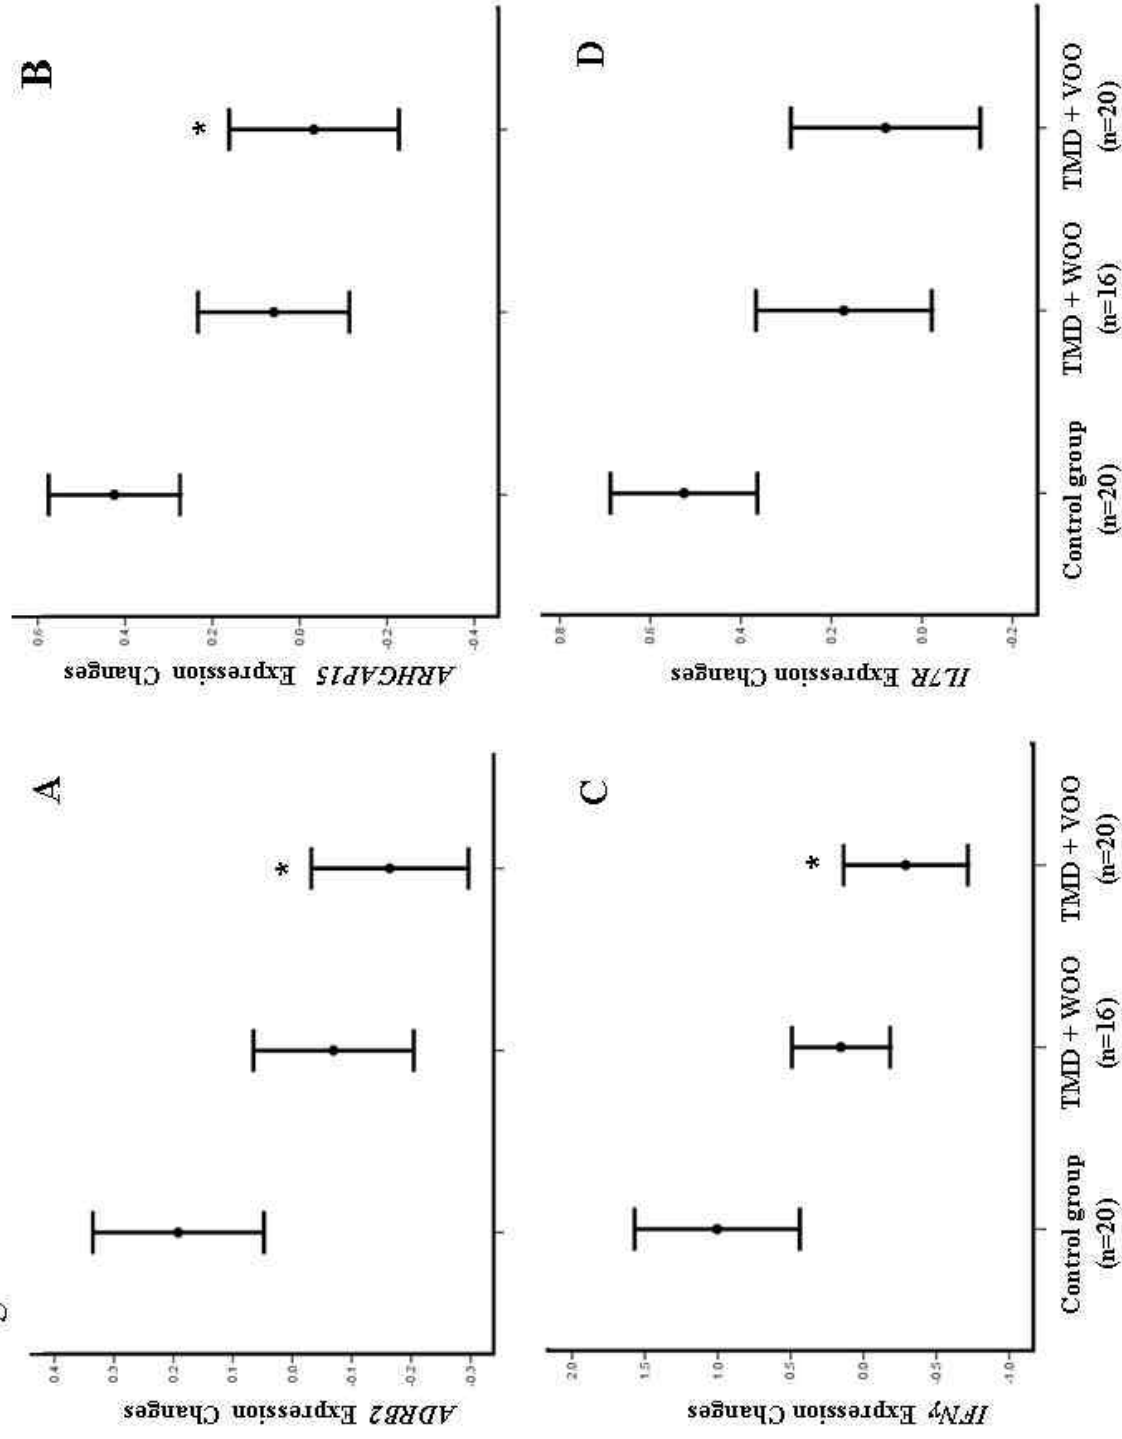 A
ADRB2 Expression Changes
0.4
0.3
0.2
0.1
0.0
-0.1
-0.2
-0.3
*
B
ARHGAP15 Expression Changes
0.6
0.4
0.2
0.0
-0.2
-0.4
*
C
IFNγ Expression Changes
2.0
1.5
1.0
0.5
0.0
-0.5
-1.0
*
Control group
(n=20)
TMD + WOO
(n=16)
TMD + VOO
(n=20)
D
IL7R Expression Changes
0.8
0.6
0.4
0.2
0.0
-0.2
Control group
(n=20)
TMD + WOO
(n=16)
TMD + VOO
(n=20)